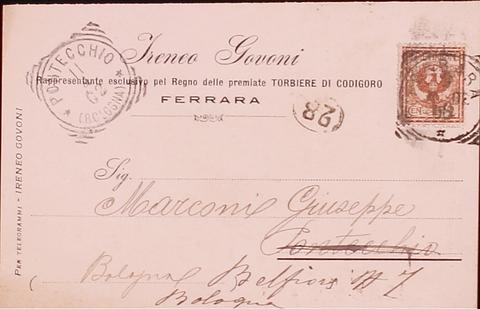 Ireneo Govoni
Rappresentante esclusivo pel Regno delle premiate TORBIERE DI CODIGORO
FERRARA
PONTECCHIO
(BOLOGNA)
28
PER TELEGRAMMI - IRENEO GOVONI
Sig.
Marconi Giuseppe
Pontecchio
Bologna Belfiore N 7
Bologna